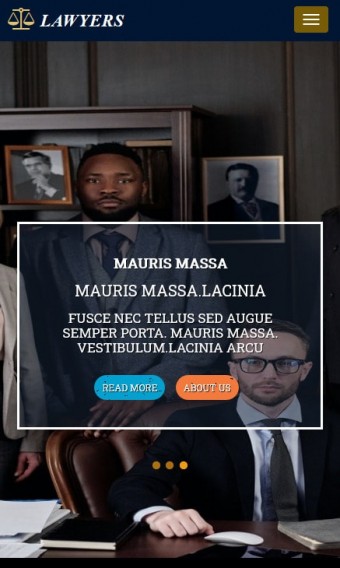 LAWYERS
MAURIS MASSA
MAURIS MASSA.LACINIA
FUSCE NEC TELLUS SED AUGUE
SEMPER PORTA. MAURIS MASSA.
VESTIBULUM.LACINIA ARCU
READ MORE
ABOUT US